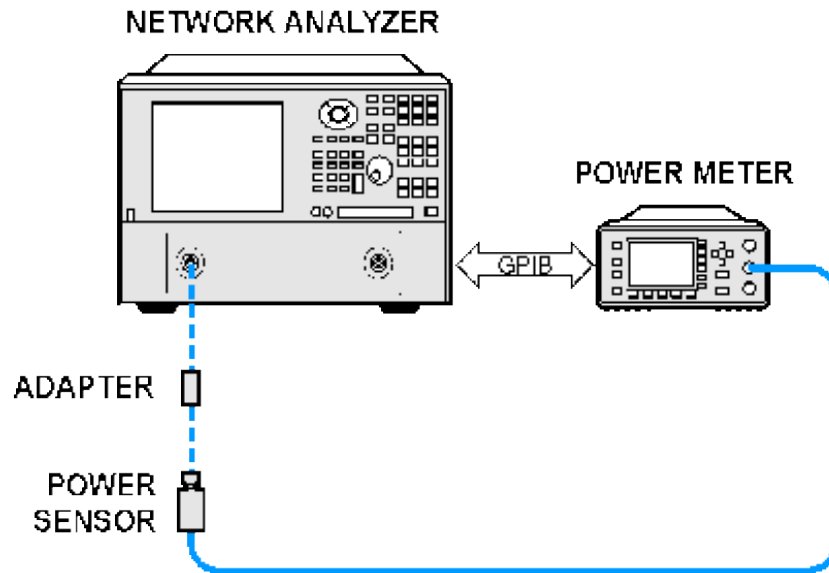 NETWORK ANALYZER
POWER METER
GPIB
ADAPTER
POWER
SENSOR